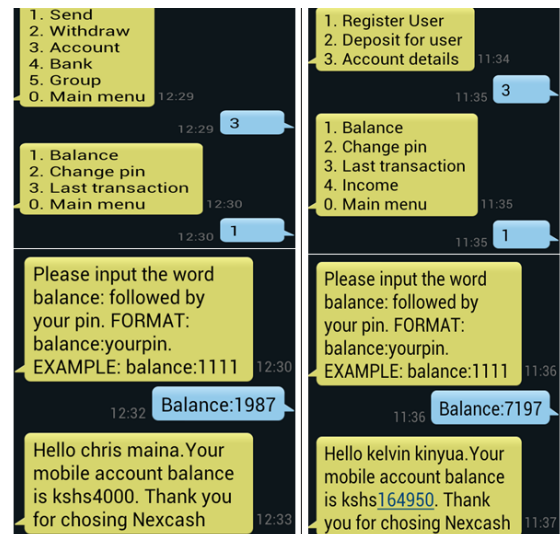 1. Send
2. Withdraw
3. Account
4. Bank
5. Group
0. Main menu
12:29
12:29
3
1. Balance
2. Change pin
3. Last transaction
0. Main menu
12:30
12:30
1
Please input the word
balance: followed by
your pin. FORMAT:
balance:yourpin.
EXAMPLE: balance:1111
12:30
12:32
Balance:1987
Hello chris maina.Your
mobile account balance
is kshs4000. Thank you
for chosing Nexcash
12:33
1. Register User
2. Deposit for user
3. Account details
11:34
11:35
3
1. Balance
2. Change pin
3. Last transaction
4. Income
0. Main menu
11:35
11:35
1
Please input the word
balance: followed by
your pin. FORMAT:
balance:yourpin.
EXAMPLE: balance:1111
11:36
11:36
Balance:7197
Hello kelvin kinyua.Your
mobile account balance
is kshs164950. Thank
you for chosing Nexcash
11:37